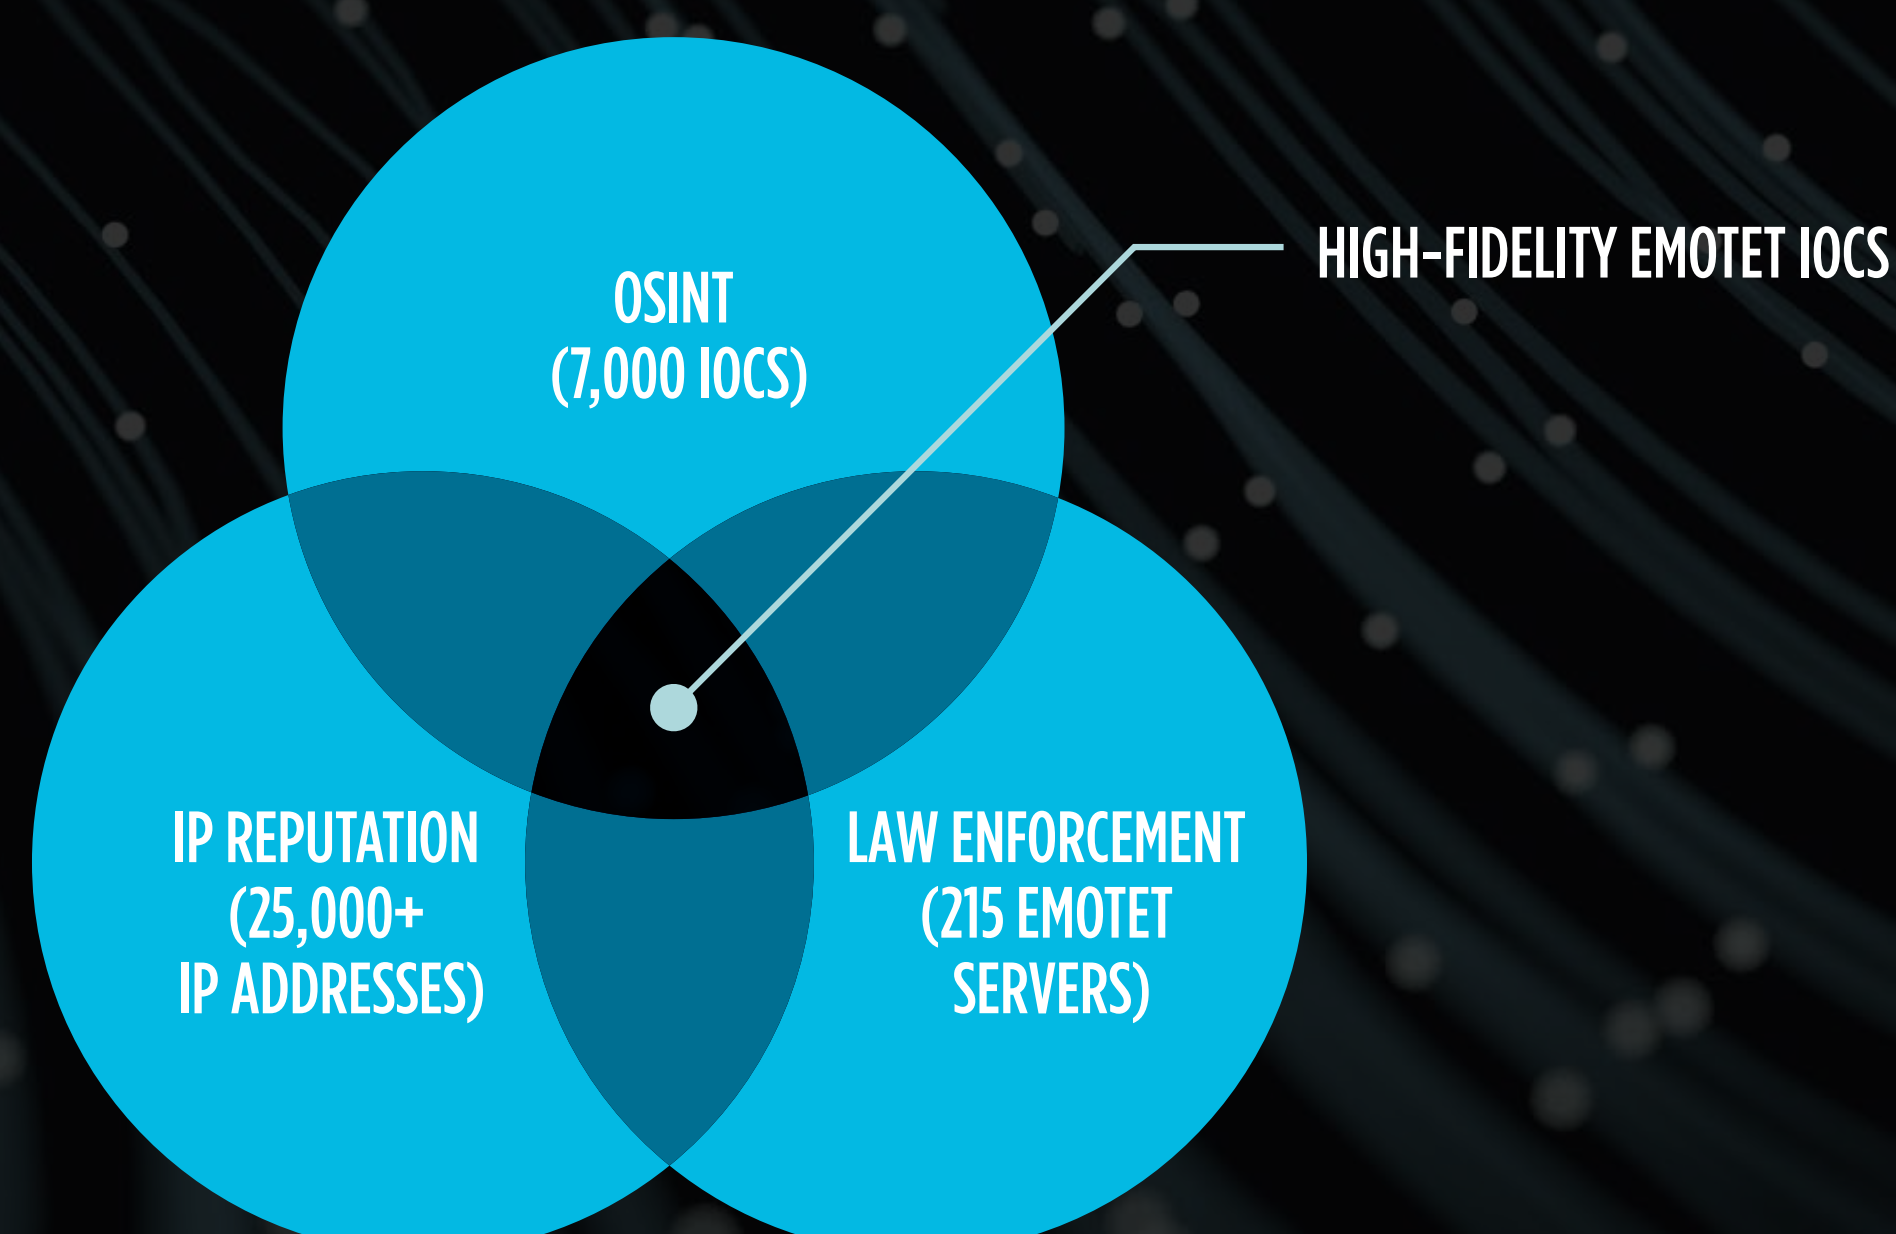 OSINT
(7,000 IOCS)
HIGH-FIDELITY EMOTET IOCS
IP REPUTATION
(25,000+
IP ADDRESSES)
LAW ENFORCEMENT
(215 EMOTET
SERVERS)